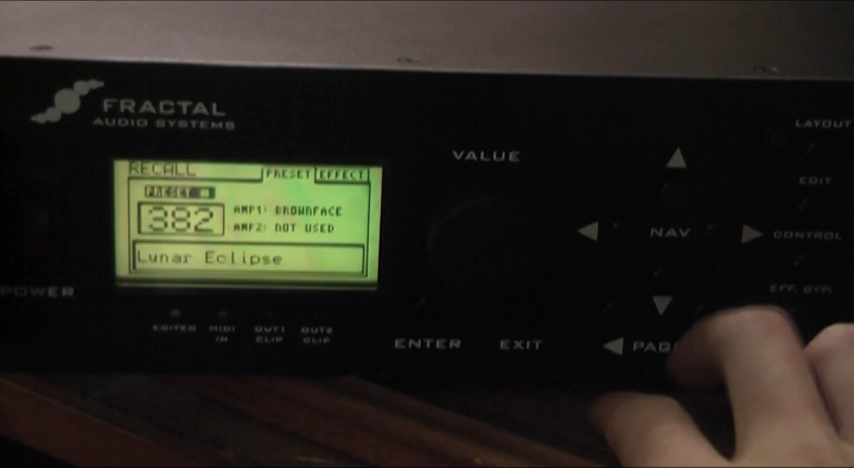 FRACTAL
AUDIO SYSTEMS
LAYOUT
VALUE
RECALL
PRESET EFFECT
EDIT
PRESET
382
AMP1: BROWNFACE
AMP2: NOT USED
NAV
CONTROL
Lunar Eclipse
POWER
EFF. BYP.
EDITED
MIDI IN
OUT1 CLIP
OUT2 CLIP
ENTER
EXIT